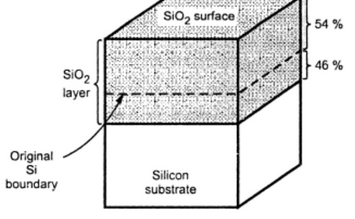 SiO₂ surface
54 %
46 %
SiO₂
layer
Original
Si
boundary
Silicon
substrate